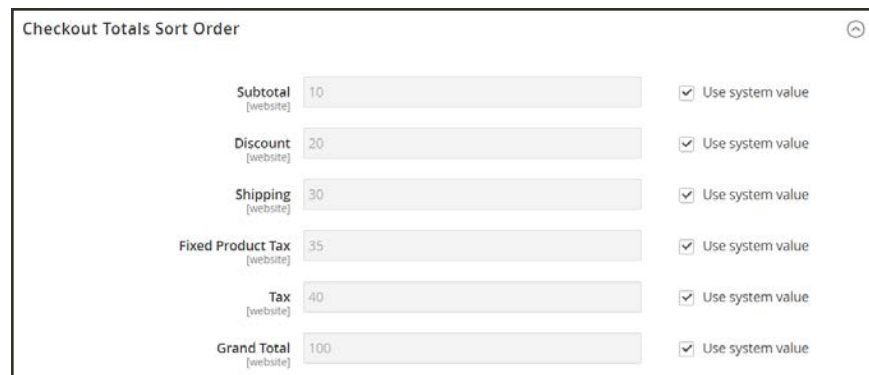 Checkout Totals Sort Order
Subtotal 10 Use system value
[website]
Discount 20 Use system value
[website]
Shipping 30 Use system value
[website]
Fixed Product Tax 35 Use system value
[website]
Tax 40 Use system value
[website]
Grand Total 100 Use system value
[website]